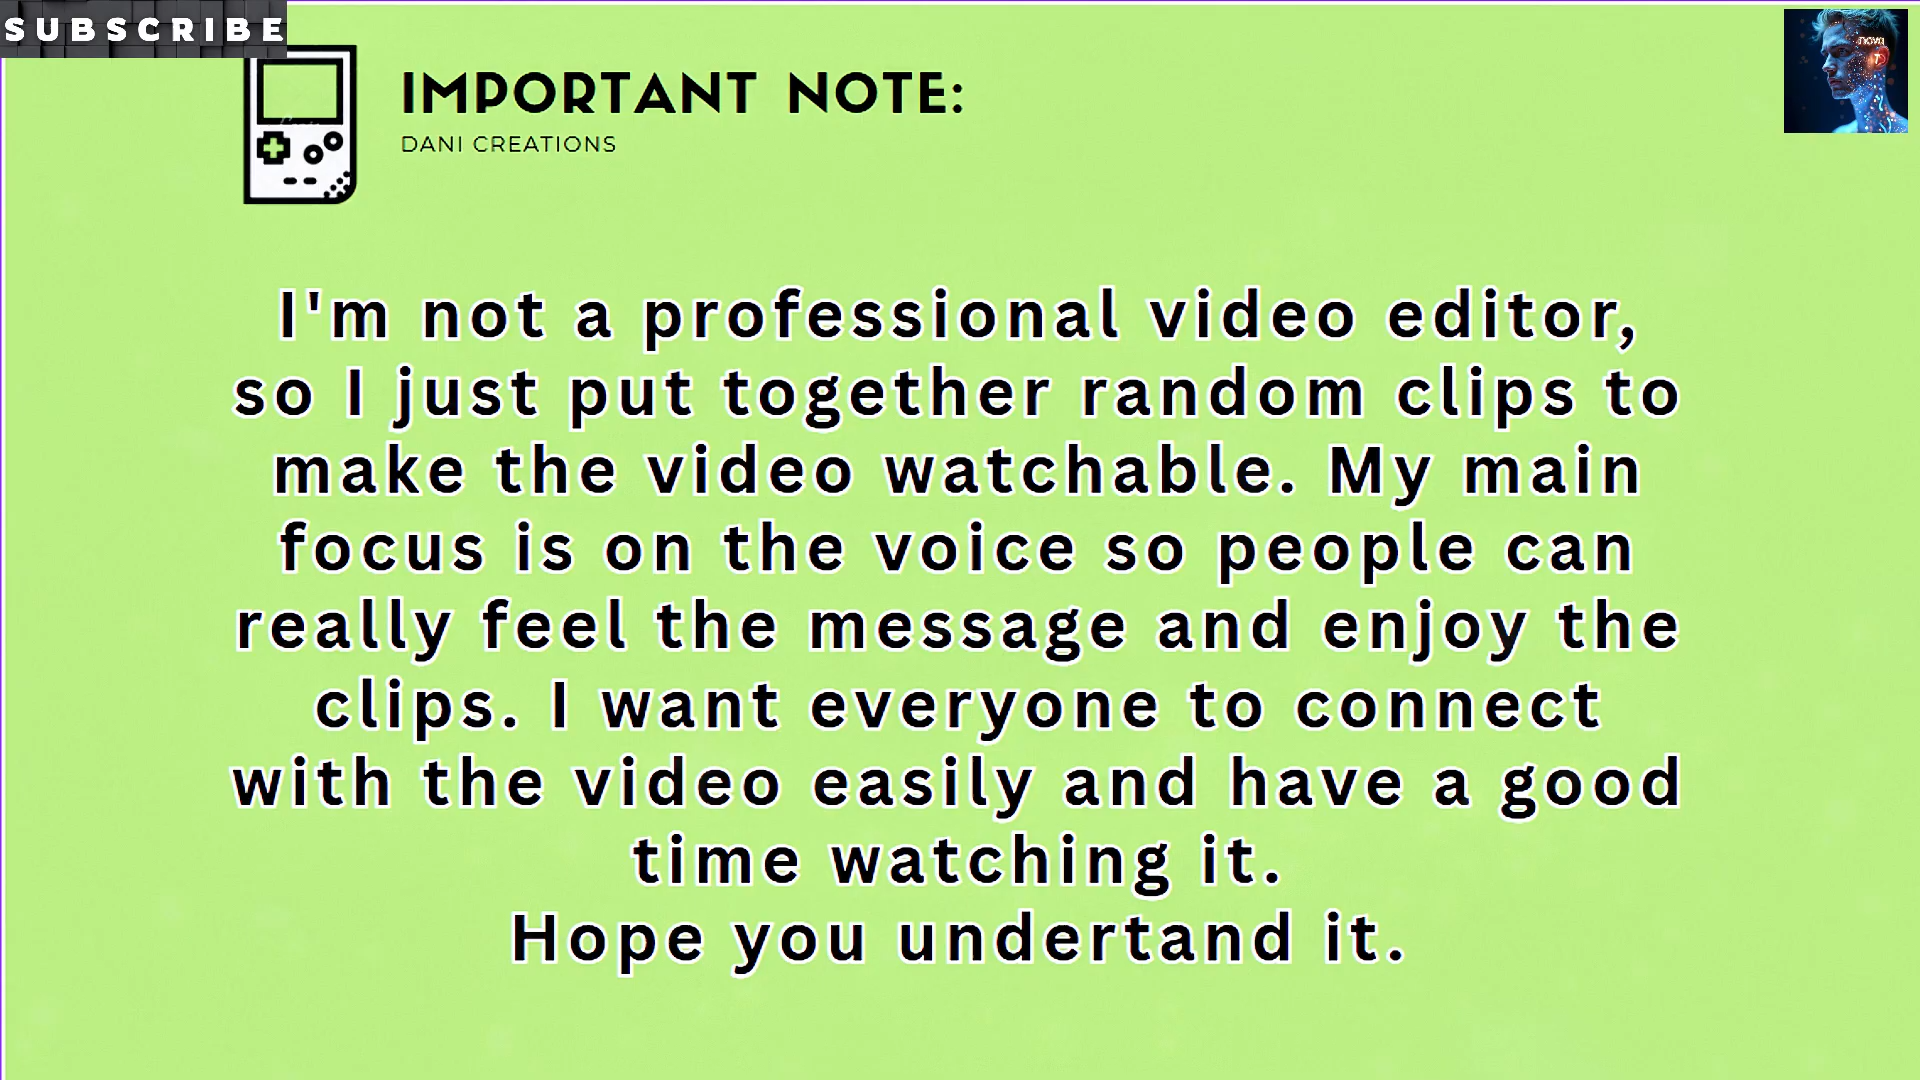 SUBSCRIBE
nova
IMPORTANT NOTE:
DANI CREATIONS
I'm not a professional video editor,
so I just put together random clips to
make the video watchable. My main
focus is on the voice so people can
really feel the message and enjoy the
clips. I want everyone to connect
with the video easily and have a good
time watching it.
Hope you undertand it.